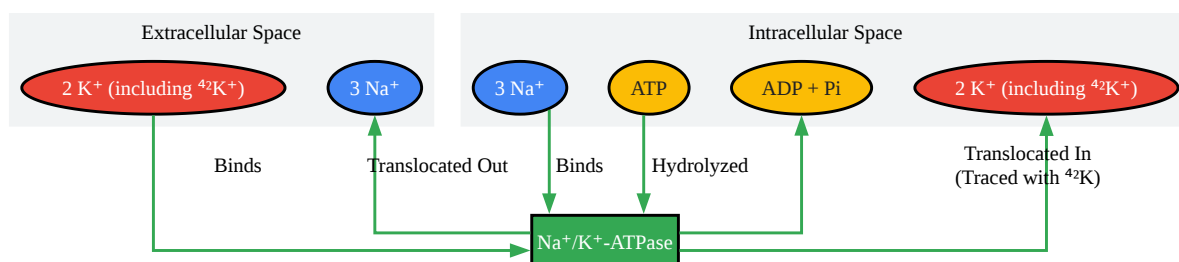 Extracellular Space
Intracellular Space
2 K⁺ (including ⁴²K⁺)
3 Na⁺
3 Na⁺
ATP
ADP + Pi
2 K⁺ (including ⁴²K⁺)
Binds
Translocated Out
Binds
Hydrolyzed
Translocated In
(Traced with ⁴²K)
Na⁺/K⁺-ATPase